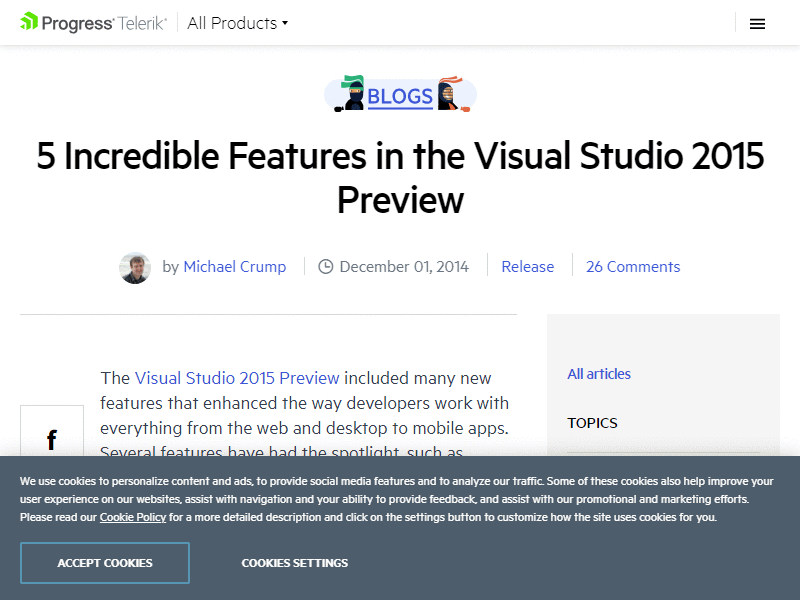 Progress Telerik All Products
BLOGS
5 Incredible Features in the Visual Studio 2015
Preview
by Michael Crump December 01, 2014 Release 26 Comments
The Visual Studio 2015 Preview included many new
features that enhanced the way developers work with
everything from the web and desktop to mobile apps.
Several features have had the spotlight, such as
f
All articles
TOPICS
We use cookies to personalize content and ads, to provide social media features and to analyze our traffic. Some of these cookies also help improve your
user experience on our websites, assist with navigation and your ability to provide feedback, and assist with our promotional and marketing efforts.
Please read our Cookie Policy for a more detailed description and click on the settings button to customize how the site uses cookies for you.
ACCEPT COOKIES COOKIES SETTINGS